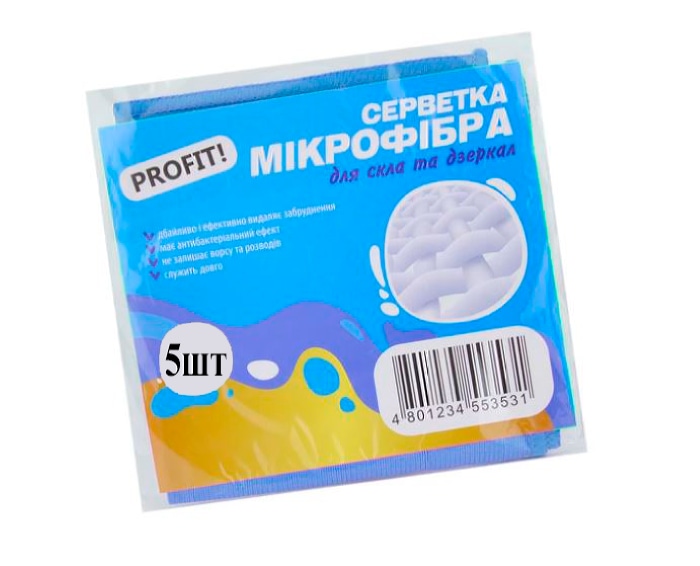 PROFIT!
СЕРВЕТКА
МІКРОФІБРА
для скла та дзеркал
дбайливо і ефективно видаляє забруднення
має антибактеріальний ефект
не залишає ворсу та розводів
служить довго
5шт
4 801234 553531